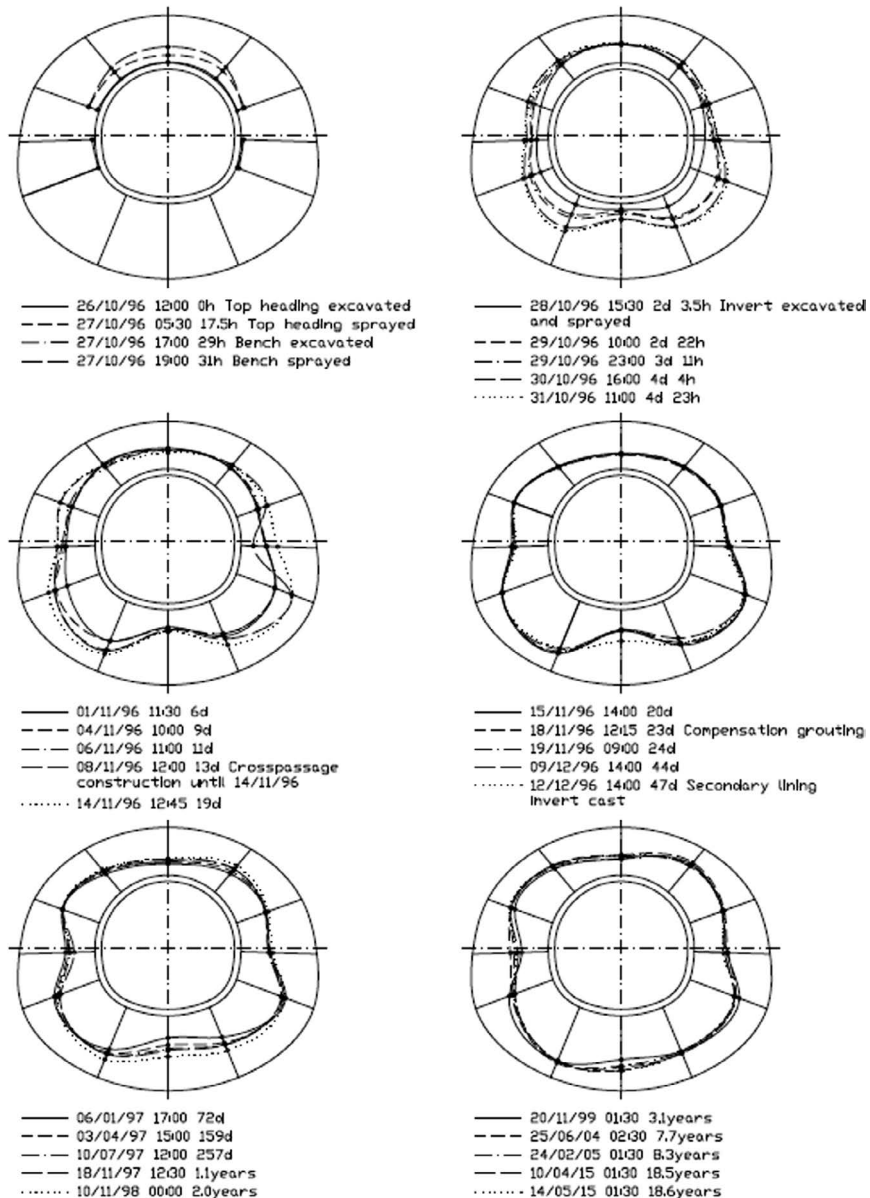 26/10/96 12:00 0h Top heading excavated
27/10/96 05:30 17.5h Top heading sprayed
27/10/96 17:00 29h Bench excavated
27/10/96 19:00 31h Bench sprayed
28/10/96 15:30 2d 3.5h Invert excavated
and sprayed
29/10/96 10:00 2d 22h
29/10/96 23:00 3d 11h
30/10/96 16:00 4d 4h
31/10/96 11:00 4d 23h
01/11/96 11:30 6d
04/11/96 10:00 9d
06/11/96 11:00 11d
08/11/96 12:00 13d Crosspassage
construction until 14/11/96
14/11/96 12:45 19d
15/11/96 14:00 20d
18/11/96 12:15 23d Compensation grouting
19/11/96 09:00 24d
09/12/96 14:00 44d
12/12/96 14:00 47d Secondary lining
invert cast
06/01/97 17:00 72d
03/04/97 15:00 159d
10/07/97 12:00 257d
18/11/97 12:30 1.1years
10/11/98 00:00 2.0years
20/11/99 01:30 3.1years
25/06/04 02:30 7.7years
24/02/05 01:30 8.3years
10/04/15 01:30 18.5years
14/05/15 01:30 18.6years